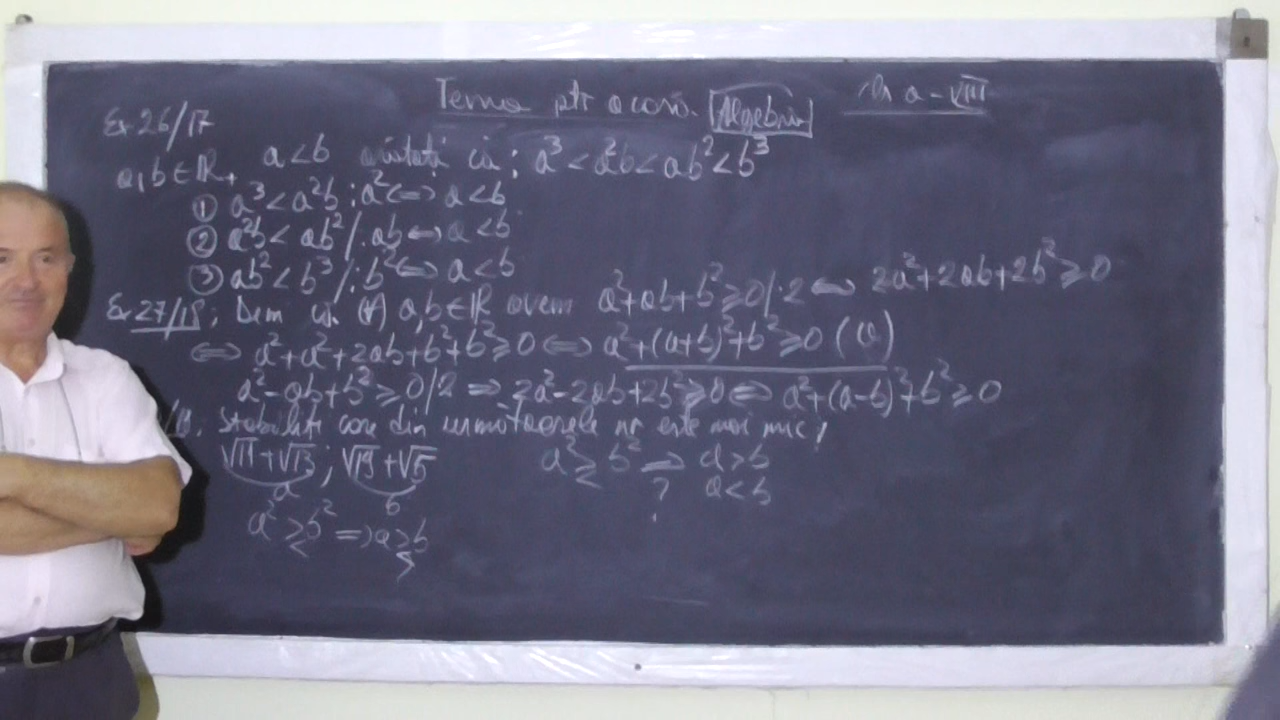 Tema ptr acasă. Algebra
cls a - VIII
Ex 26/17
a,b ∈ R+ a<b arătați că: a³ < a²b < ab² < b³
① a³ < a²b /:a² ⇔ a < b
② a²b < ab² /:ab ⇔ a < b
③ ab² < b³ /:b² ⇔ a < b
Ex 27/18; Dem că (∀) a,b ∈ R avem a²+ab+b² ≥ 0 /·2 ⇔ 2a²+2ab+2b² ≥ 0
⇔ a²+a²+2ab+b²+b² ≥ 0 ⇔ a²+(a+b)²+b² ≥ 0 (A)
a²-ab+b² ≥ 0 /·2 ⇒ 2a²-2ab+2b² ≥ 0 ⇔ a²+(a-b)²+b² ≥ 0
/18. Stabiliți care din următoarele nr este mai mic;
√11+√13 ; √19+√5
a b
a² ≷ b² ⇒ a > b
? a < b
a² ≷ b² ⇒ a ≷ b